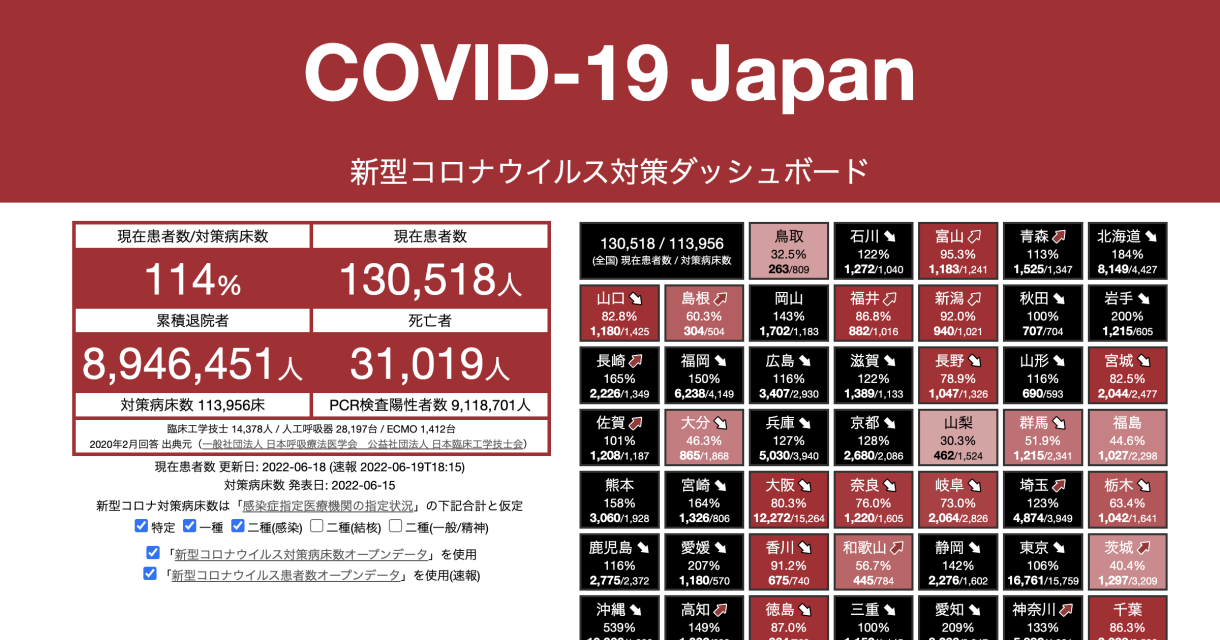 COVID-19 Japan
新型コロナウイルス対策ダッシュボード
現在患者数/対策病床数
現在患者数
114%
130,518人
累積退院者
死亡者
8,946,451人
31,019人
対策病床数 113,956床
PCR検査陽性者数 9,118,701人
臨床工学技士 14,378人 / 人工呼吸器 28,197台 / ECMO 1,412台
2020年2月回答 出典元（一般社団法人 日本呼吸療法医学会　公益社団法人 日本臨床工学技士会）
現在患者数 更新日: 2022-06-18 (速報 2022-06-19T18:15)
対策病床数 発表日: 2022-06-15
新型コロナ対策病床数は「感染症指定医療機関の指定状況」の下記合計と仮定
特定 一種 二種(感染) 二種(結核) 二種(一般/精神)
「新型コロナウイルス対策病床数オープンデータ」を使用
「新型コロナウイルス患者数オープンデータ」を使用(速報)
130,518 / 113,956
(全国) 現在患者数 / 対策病床数
鳥取
32.5%
263/809
石川
122%
1,272/1,040
富山
95.3%
1,183/1,241
青森
113%
1,525/1,347
北海道
184%
8,149/4,427
山口
82.8%
1,180/1,425
島根
60.3%
304/504
岡山
143%
1,702/1,183
福井
86.8%
882/1,016
新潟
92.0%
940/1,021
秋田
100%
707/704
岩手
200%
1,215/605
長崎
165%
2,226/1,349
福岡
150%
6,238/4,149
広島
116%
3,407/2,930
滋賀
122%
1,389/1,133
長野
78.9%
1,047/1,326
山形
116%
690/593
宮城
82.5%
2,044/2,477
佐賀
101%
1,208/1,187
大分
46.3%
865/1,868
兵庫
127%
5,030/3,940
京都
128%
2,680/2,086
山梨
30.3%
462/1,524
群馬
51.9%
1,215/2,341
福島
44.6%
1,027/2,298
熊本
158%
3,060/1,928
宮崎
164%
1,326/806
大阪
80.3%
12,272/15,264
奈良
76.0%
1,220/1,605
岐阜
73.0%
2,064/2,826
埼玉
123%
4,874/3,949
栃木
63.4%
1,042/1,641
鹿児島
116%
2,775/2,372
愛媛
207%
1,180/570
香川
91.2%
675/740
和歌山
56.7%
445/784
静岡
142%
2,276/1,602
東京
106%
16,761/15,759
茨城
40.4%
1,297/3,209
沖縄
539%
高知
149%
徳島
87.0%
三重
100%
愛知
209%
神奈川
133%
千葉
86.3%